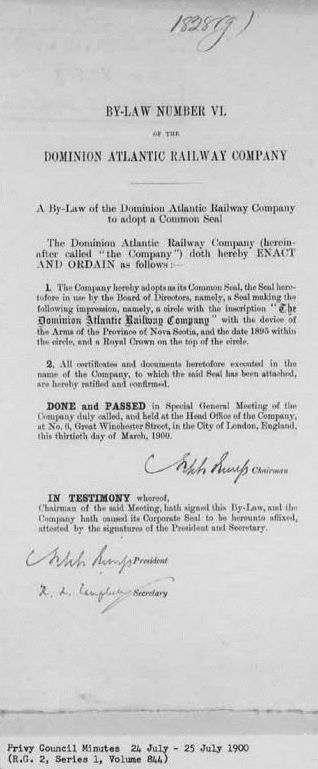 1828(g)
BY-LAW NUMBER VI.
OF THE
DOMINION ATLANTIC RAILWAY COMPANY
A By-Law of the Dominion Atlantic Railway Company
to adopt a Common Seal
The Dominion Atlantic Railway Company (herein-
after called "the Company") doth hereby ENACT
AND ORDAIN as follows:—
1. The Company hereby adopts as its Common Seal, the Seal here-
tofore in use by the Board of Directors, namely, a Seal making the
following impression, namely, a circle with the inscription "The
Dominion Atlantic Railway Company" with the device of
the Arms of the Province of Nova Scotia, and the date 1895 within
the circle, and a Royal Crown on the top of the circle.
2. All certificates and documents heretofore executed in the
name of the Company, to which the said Seal has been attached,
are hereby ratified and confirmed.
DONE and PASSED in Special General Meeting of the
Company duly called, and held at the Head Office of the Company,
at No. 6, Great Winchester Street, in the City of London, England,
this thirtieth day of March, 1900.
Chairman
IN TESTIMONY whereof,
Chairman of the said Meeting, hath signed this By-Law, and the
Company hath caused its Corporate Seal to be hereunto affixed,
attested by the signatures of the President and Secretary.
President
Campbell Secretary
Privy Council Minutes 24 July - 25 July 1900
(R.G. 2, Series 1, Volume 844)